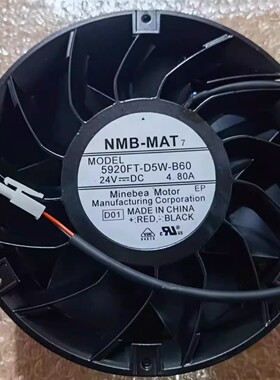 NMB-MAT7
MODEL
5920FT-D5W-B60
24V⎓DC 4.80A
Minebea Motor EP
Manufacturing Corporation
D01 MADE IN CHINA
+:RED,-:BLACK